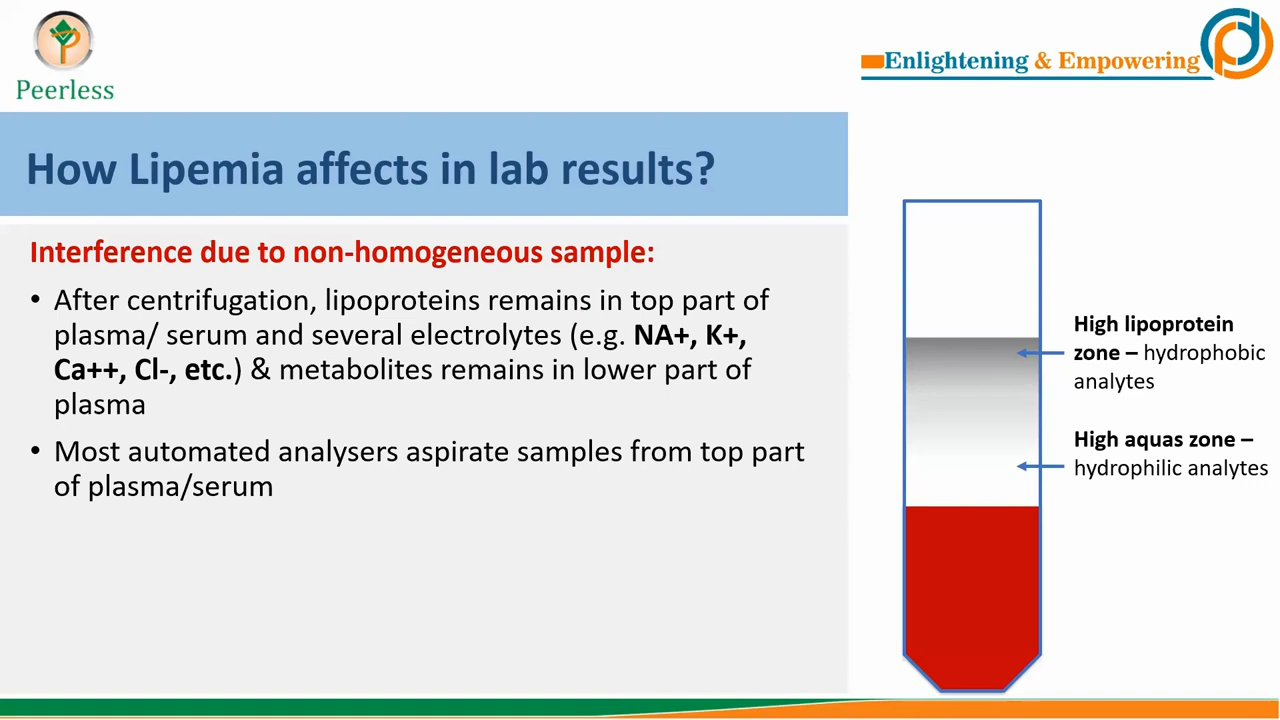 Peerless
Enlightening & Empowering
How Lipemia affects in lab results?
Interference due to non-homogeneous sample:
• After centrifugation, lipoproteins remains in top part of
plasma/ serum and several electrolytes (e.g. NA+, K+,
Ca++, Cl-, etc.) & metabolites remains in lower part of
plasma
• Most automated analysers aspirate samples from top part
of plasma/serum
High lipoprotein
zone – hydrophobic
analytes
High aquas zone –
hydrophilic analytes